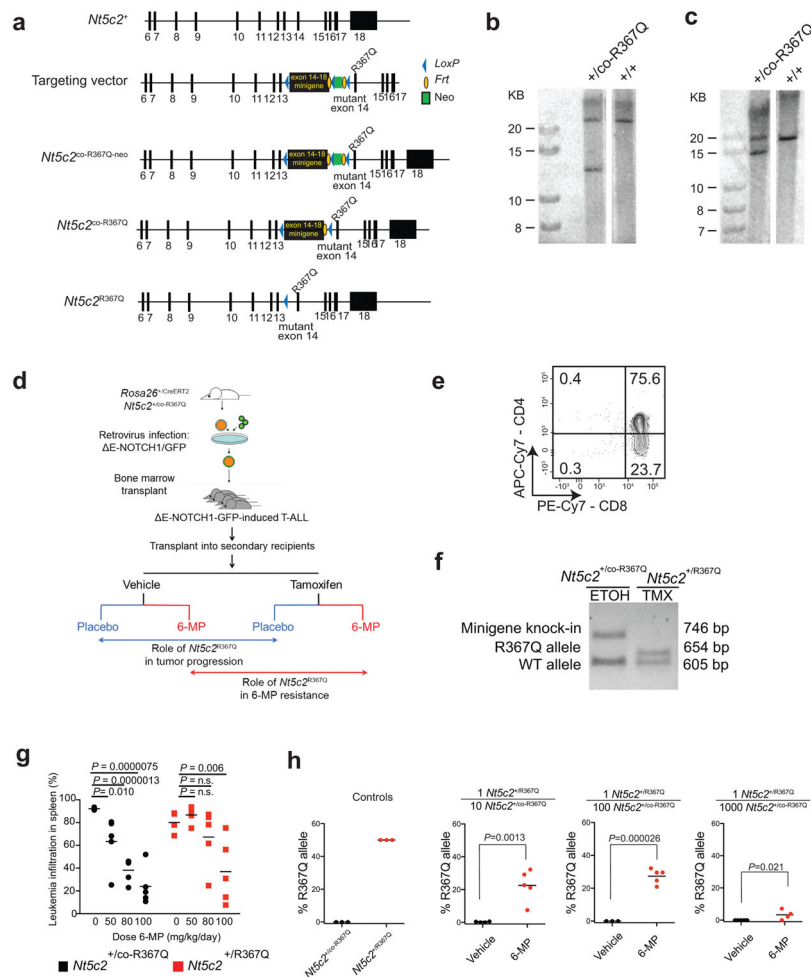 a
Nt5c2+
6 7 8 9 10 11 12 13 14 15 16 17 18
Targeting vector
exon 14-18
minigene
R367Q
LoxP
Frt
Neo
6 7 8 9 10 11 12 13 mutant exon 14 15 16 17
Nt5c2co-R367Q-neo
exon 14-18
minigene
R367Q
6 7 8 9 10 11 12 13 mutant exon 14 15 16 17 18
Nt5c2co-R367Q
exon 14-18
minigene
R367Q
6 7 8 9 10 11 12 13 mutant exon 14 15 16 17 18
Nt5c2R367Q
R367Q
6 7 8 9 10 11 12 13 mutant exon 14 15 16 17 18
b
+/co-R367Q
+/+
KB
20
15
10
8
c
+/co-R367Q
+/+
KB
20
15
10
8
7
d
Rosa26+/CreERT2
Nt5c2+/co-R367Q
Retrovirus infection:
ΔE-NOTCH1/GFP
Bone marrow
transplant
ΔE-NOTCH1-GFP-induced T-ALL
Transplant into secondary recipients
Vehicle Tamoxifen
Placebo 6-MP Placebo 6-MP
Role of Nt5c2R367Q
in tumor progression
Role of Nt5c2R367Q
in 6-MP resistance
e
0.4 75.6
0.3 23.7
APC-Cy7 - CD4
PE-Cy7 - CD8
f
Nt5c2+/co-R367Q Nt5c2+/R367Q
ETOH TMX
Minigene knock-in 746 bp
R367Q allele 654 bp
WT allele 605 bp
g
P = 0.0000075
P = 0.0000013
P = 0.010
P = 0.006
P = n.s.
P = n.s.
Leukemia infiltration in spleen (%)
100
80
60
40
20
0
0 50 80 100 0 50 80 100
Dose 6-MP (mg/kg/day)
Nt5c2+/co-R367Q Nt5c2+/R367Q
h
Controls
% R367Q allele
60
40
20
0
Nt5c2+/co-R367Q
Nt5c2+/R367Q
1 Nt5c2+/R367Q
10 Nt5c2+/co-R367Q
P=0.0013
% R367Q allele
60
40
20
0
Vehicle
6-MP
1 Nt5c2+/R367Q
100 Nt5c2+/co-R367Q
P=0.000026
% R367Q allele
60
40
20
0
Vehicle
6-MP
1 Nt5c2+/R367Q
1000 Nt5c2+/co-R367Q
P=0.021
% R367Q allele
60
40
20
0
Vehicle
6-MP